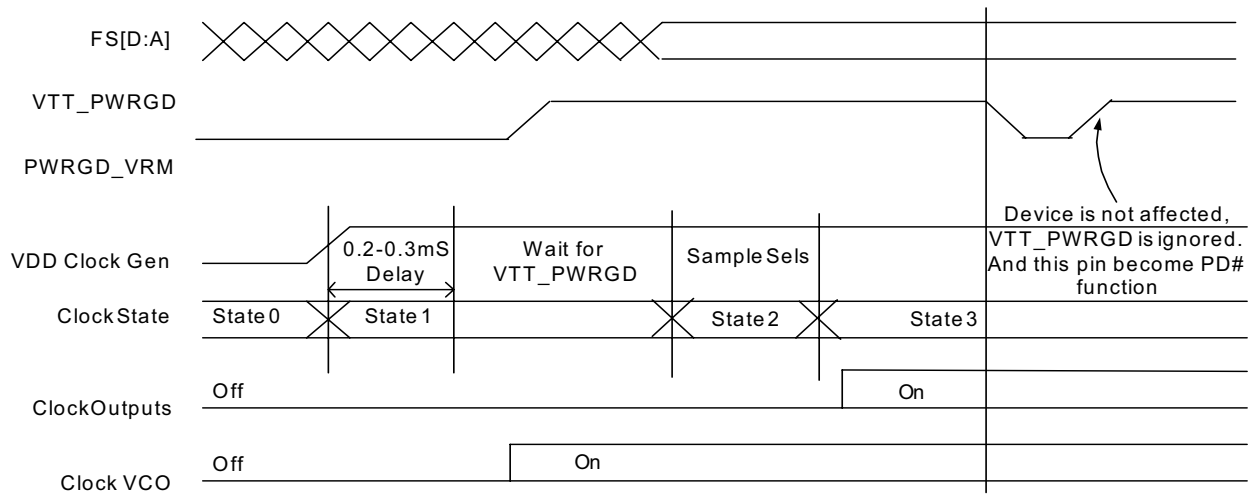 FS[D:A]
VTT_PWRGD
PWRGD_VRM
VDD Clock Gen
0.2-0.3mS
Delay
Wait for
VTT_PWRGD
Sample Sels
Device is not affected,
VTT_PWRGD is ignored.
And this pin become PD#
function
Clock State
State 0
State 1
State 2
State 3
Clock Outputs
Off
On
Clock VCO
Off
On